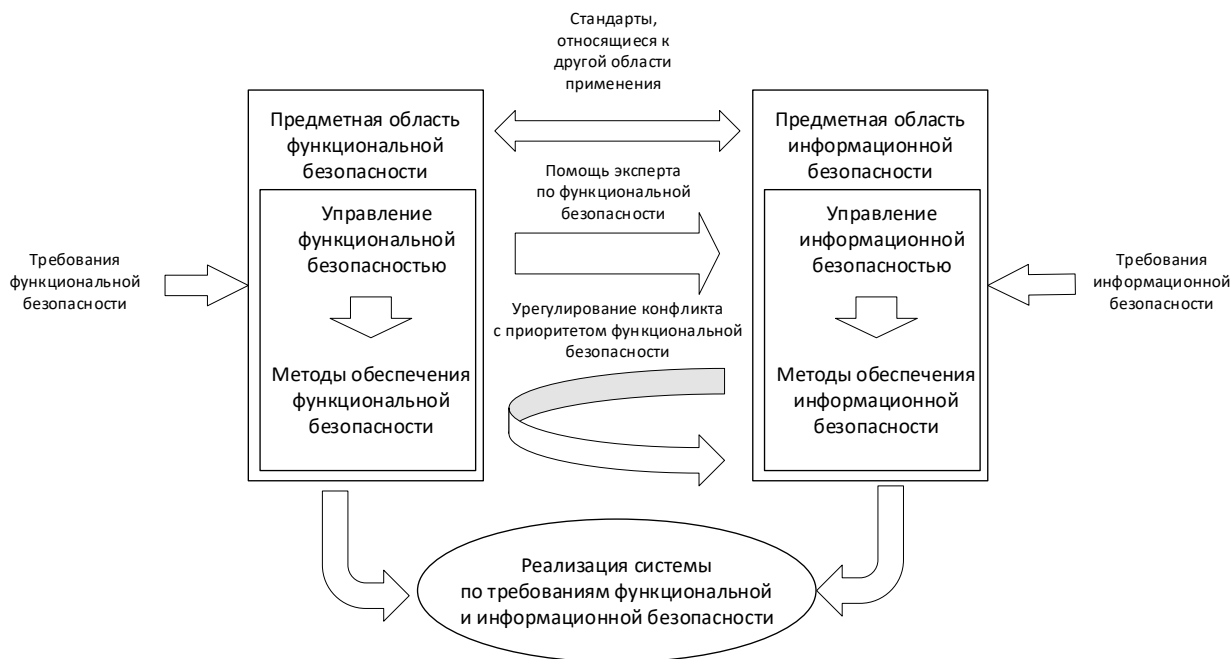 Стандарты,
относящиеся к
другой области
применения
Предметная область
функциональной
безопасности
Предметная область
информационной
безопасности
Помощь эксперта
по функциональной
безопасности
Управление
функциональной
безопасностью
Управление
информационной
безопасностью
Требования
функциональной
безопасности
Требования
информационной
безопасности
Урегулирование конфликта
с приоритетом функциональной
безопасности
Методы обеспечения
функциональной
безопасности
Методы обеспечения
информационной
безопасности
Реализация системы
по требованиям функциональной
и информационной безопасности